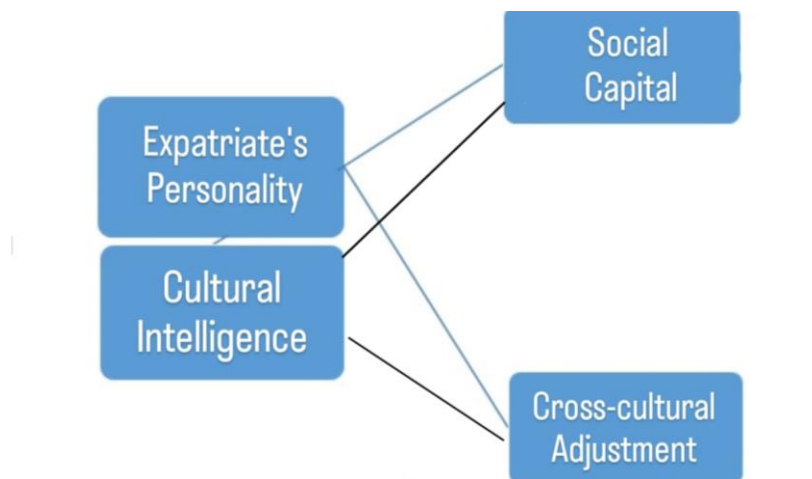 Social
Capital
Expatriate's
Personality
Cultural
Intelligence
Cross-cultural
Adjustment